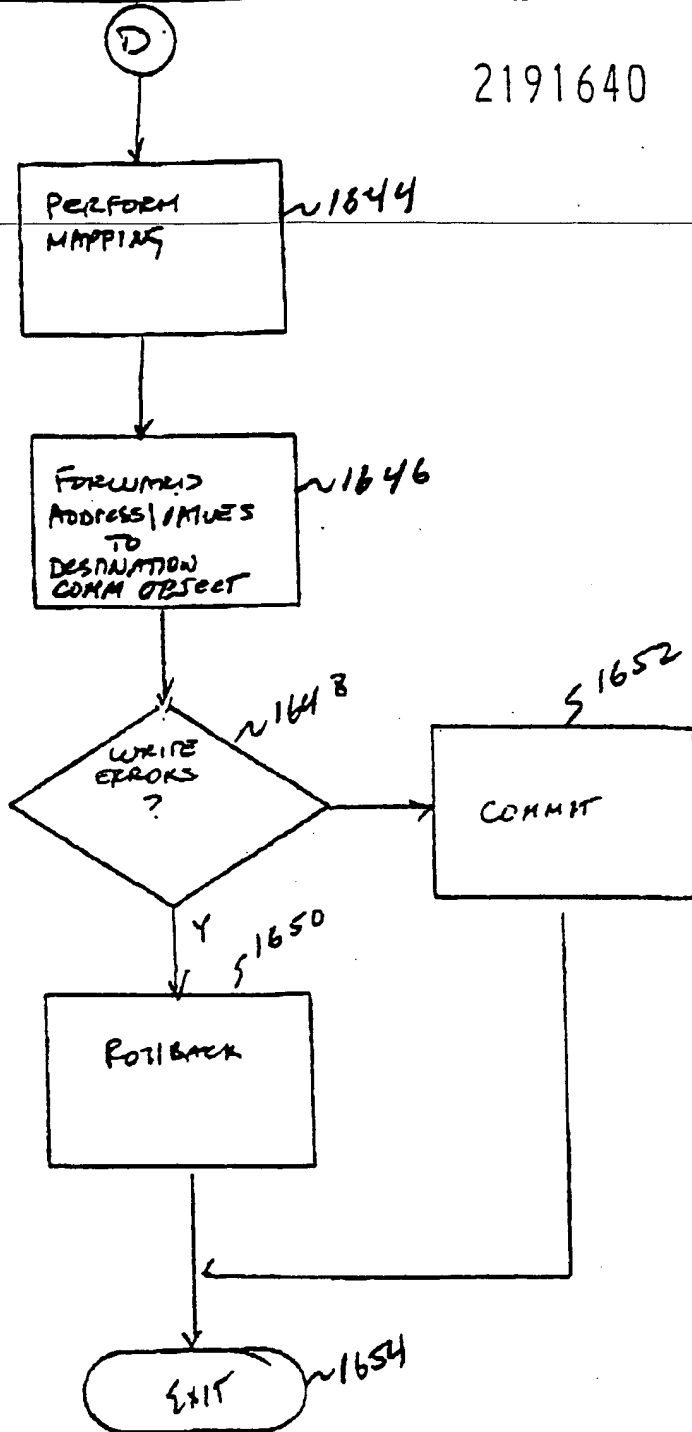 D
2191640
PERFORM
MAPPING
1644
FORWARD
ADDRESS/VALUES
TO
DESTINATION
COMM OBJECT
1646
WRITE
ERRORS
?
1648
1652
COMMIT
Y
1650
ROLLBACK
EXIT
1654